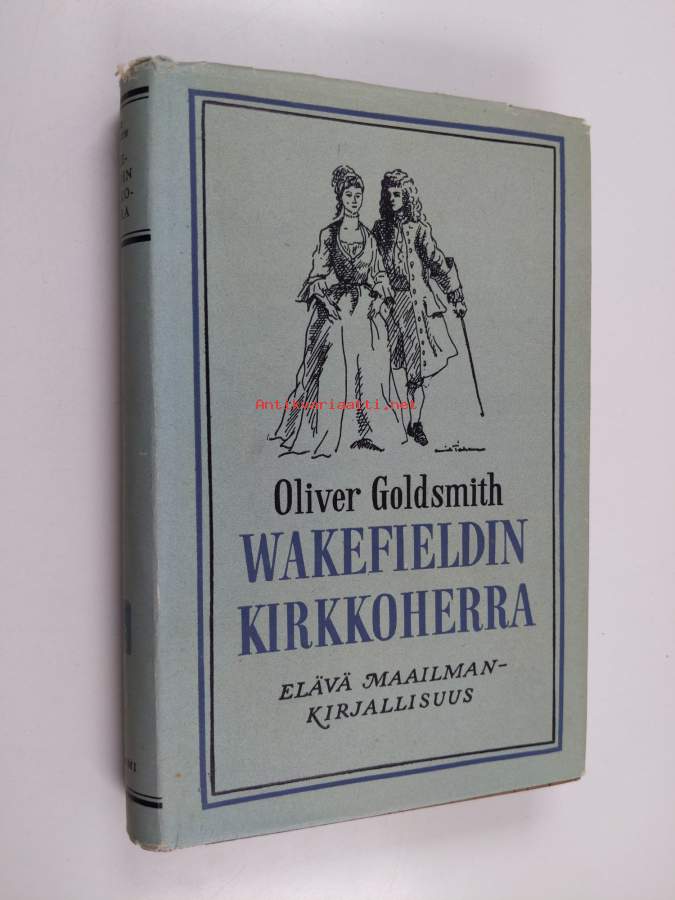 Antikvariaatti.net
Oliver Goldsmith
WAKEFIELDIN
KIRKKOHERRA
ELÄVÄ MAAILMAN-
KIRJALLISUUS